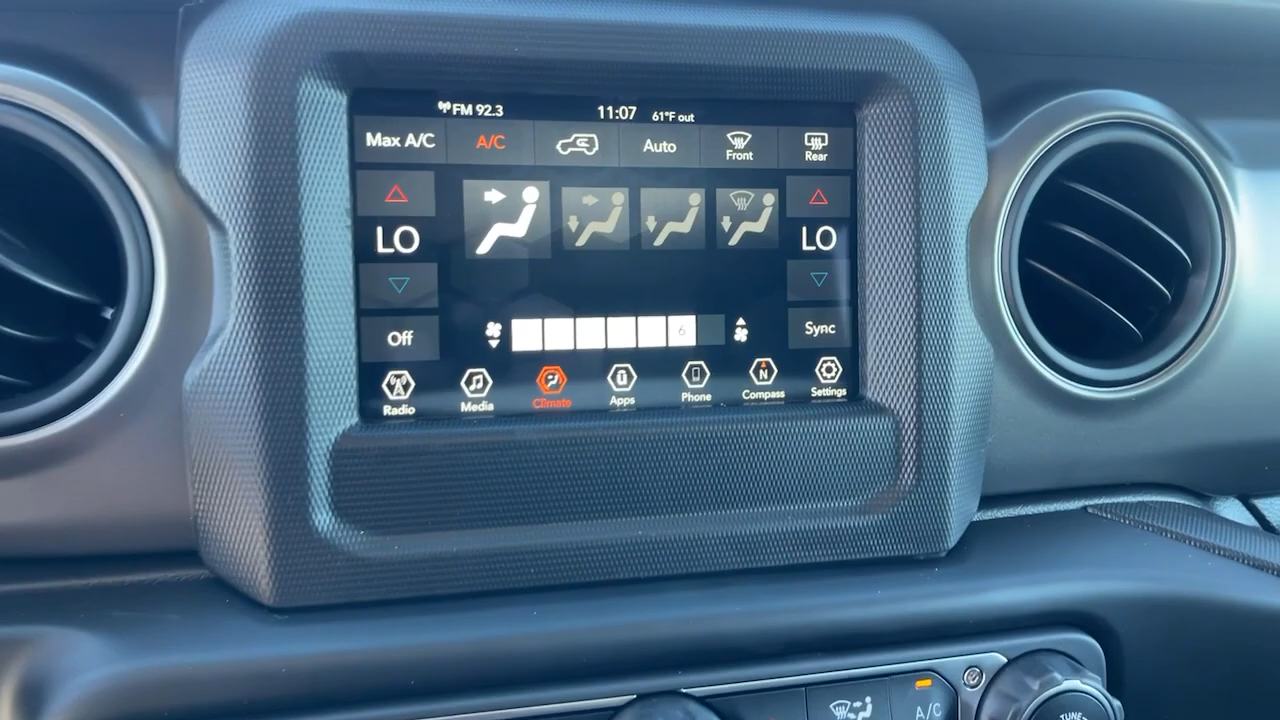 FM 92.3 11:07 61°F out
Max A/C A/C Auto Front Rear
LO LO
6
Off Sync
N
Radio Media Climate Apps Phone Compass Settings
A/C
TUNE